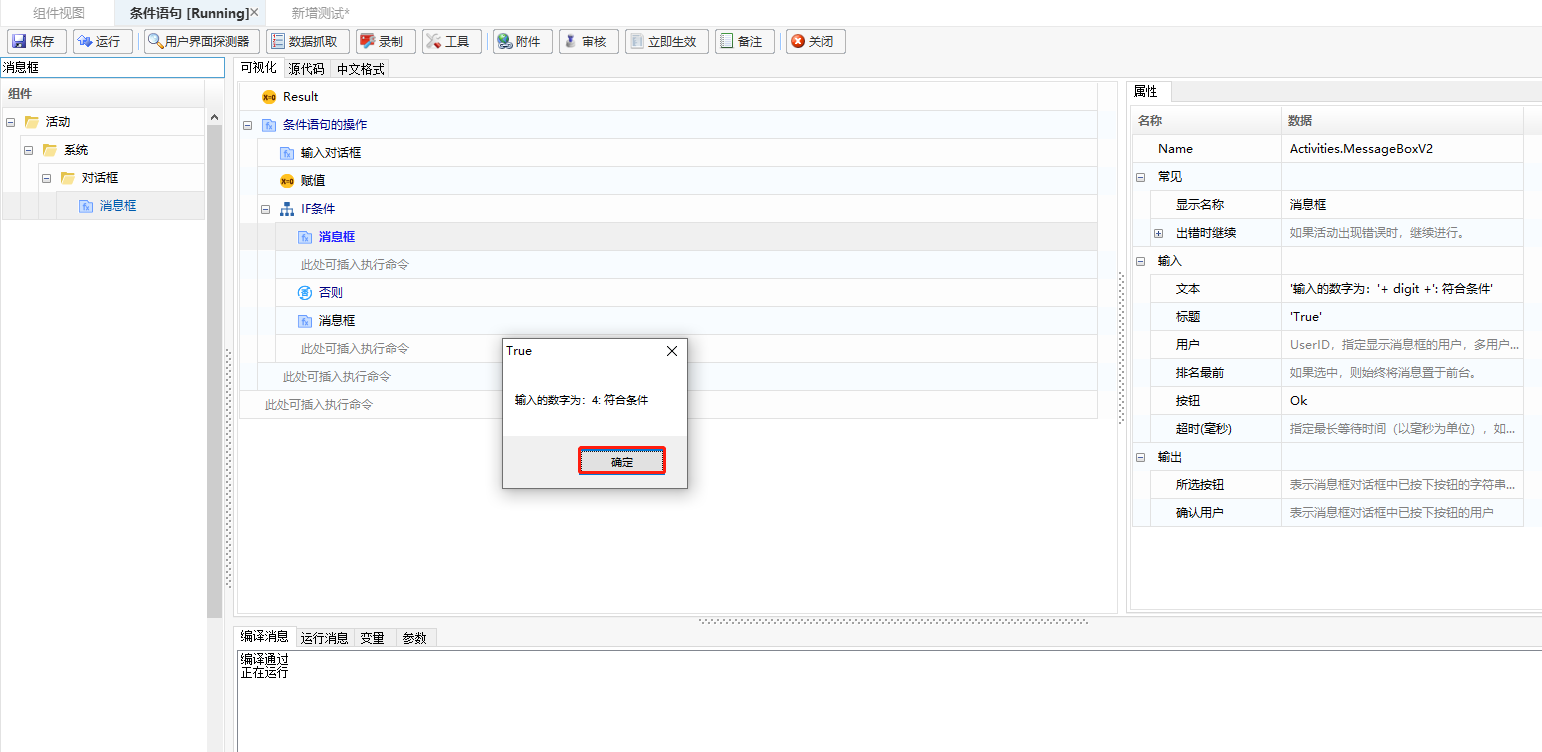 组件视图 条件语句 [Running] 新增测试*
保存 运行 用户界面探测器 数据抓取 录制 工具 附件 审核 立即生效 备注 关闭
消息框
组件
活动
系统
对话框
消息框
可视化 源代码 中文格式
Result
条件语句的操作
输入对话框
赋值
IF条件
消息框
此处可插入执行命令
否则
消息框
此处可插入执行命令
此处可插入执行命令
此处可插入执行命令
True
输入的数字为：4: 符合条件
确定
属性
名称 数据
Name Activities.MessageBoxV2
常见
显示名称 消息框
出错时继续 如果活动出现错误时，继续进行。
输入
文本 '输入的数字为：'+ digit +': 符合条件'
标题 'True'
用户 UserID，指定显示消息框的用户，多用户...
排名最前 如果选中，则始终将消息置于前台。
按钮 Ok
超时(毫秒) 指定最长等待时间（以毫秒为单位），如...
输出
所选按钮 表示消息框对话框中已按下按钮的字符串...
确认用户 表示消息框对话框中已按下按钮的用户
编译消息 运行消息 变量 参数
编译通过
正在运行